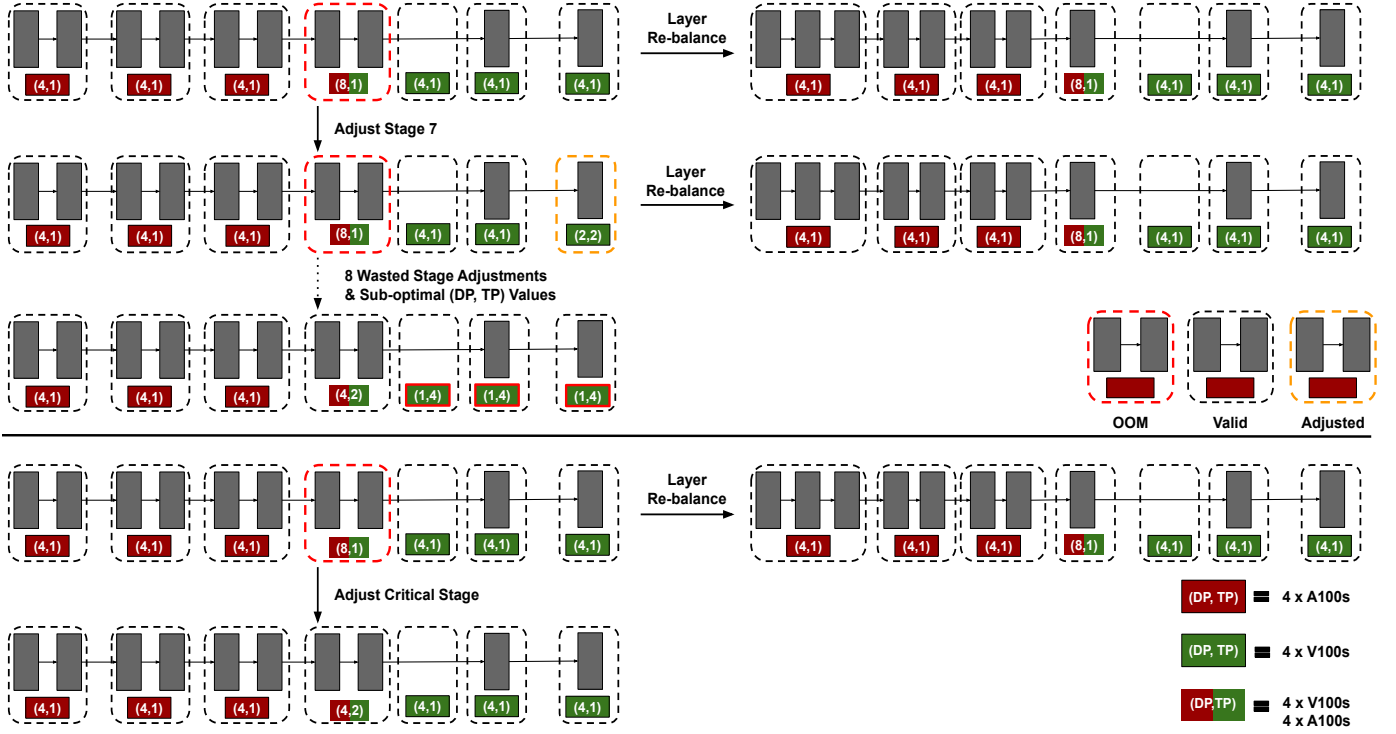 Layer
Re-balance
(4,1) (4,1) (4,1) (8,1) (4,1) (4,1) (4,1)
(4,1) (4,1) (4,1) (8,1) (4,1) (4,1) (4,1)
Adjust Stage 7
Layer
Re-balance
(4,1) (4,1) (4,1) (8,1) (4,1) (4,1) (2,2)
(4,1) (4,1) (4,1) (8,1) (4,1) (4,1) (4,1)
8 Wasted Stage Adjustments
& Sub-optimal (DP, TP) Values
(4,1) (4,1) (4,1) (4,2) (1,4) (1,4) (1,4)
OOM Valid Adjusted
Layer
Re-balance
(4,1) (4,1) (4,1) (8,1) (4,1) (4,1) (4,1)
(4,1) (4,1) (4,1) (8,1) (4,1) (4,1) (4,1)
Adjust Critical Stage
(4,1) (4,1) (4,1) (4,2) (4,1) (4,1) (4,1)
(DP, TP) = 4 x A100s
(DP, TP) = 4 x V100s
(DP,TP) = 4 x V100s
4 x A100s